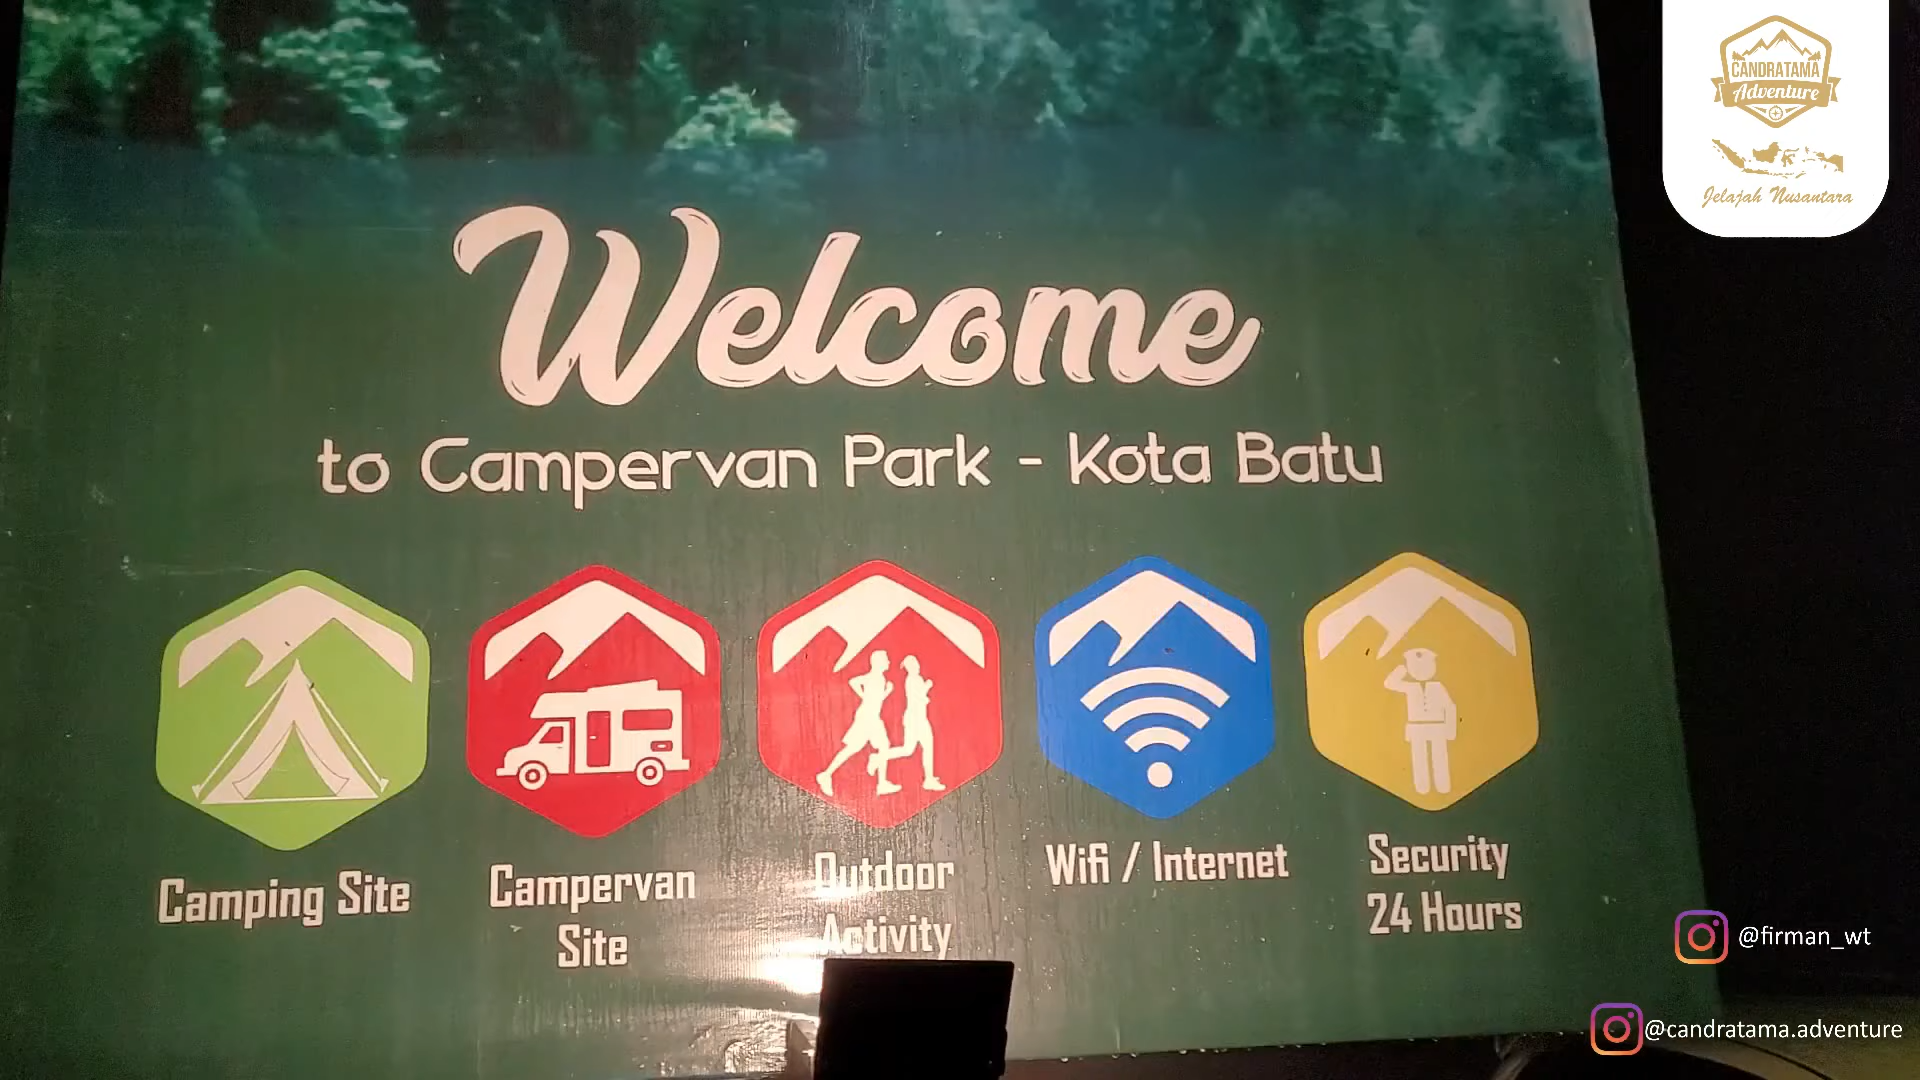 CANDRATAMA
Adventure
Jelajah Nusantara
Welcome
to Campervan Park - Kota Batu
Camping Site
Campervan
Site
Outdoor
Activity
Wifi / Internet
Security
24 Hours
@firman_wt
@candratama.adventure